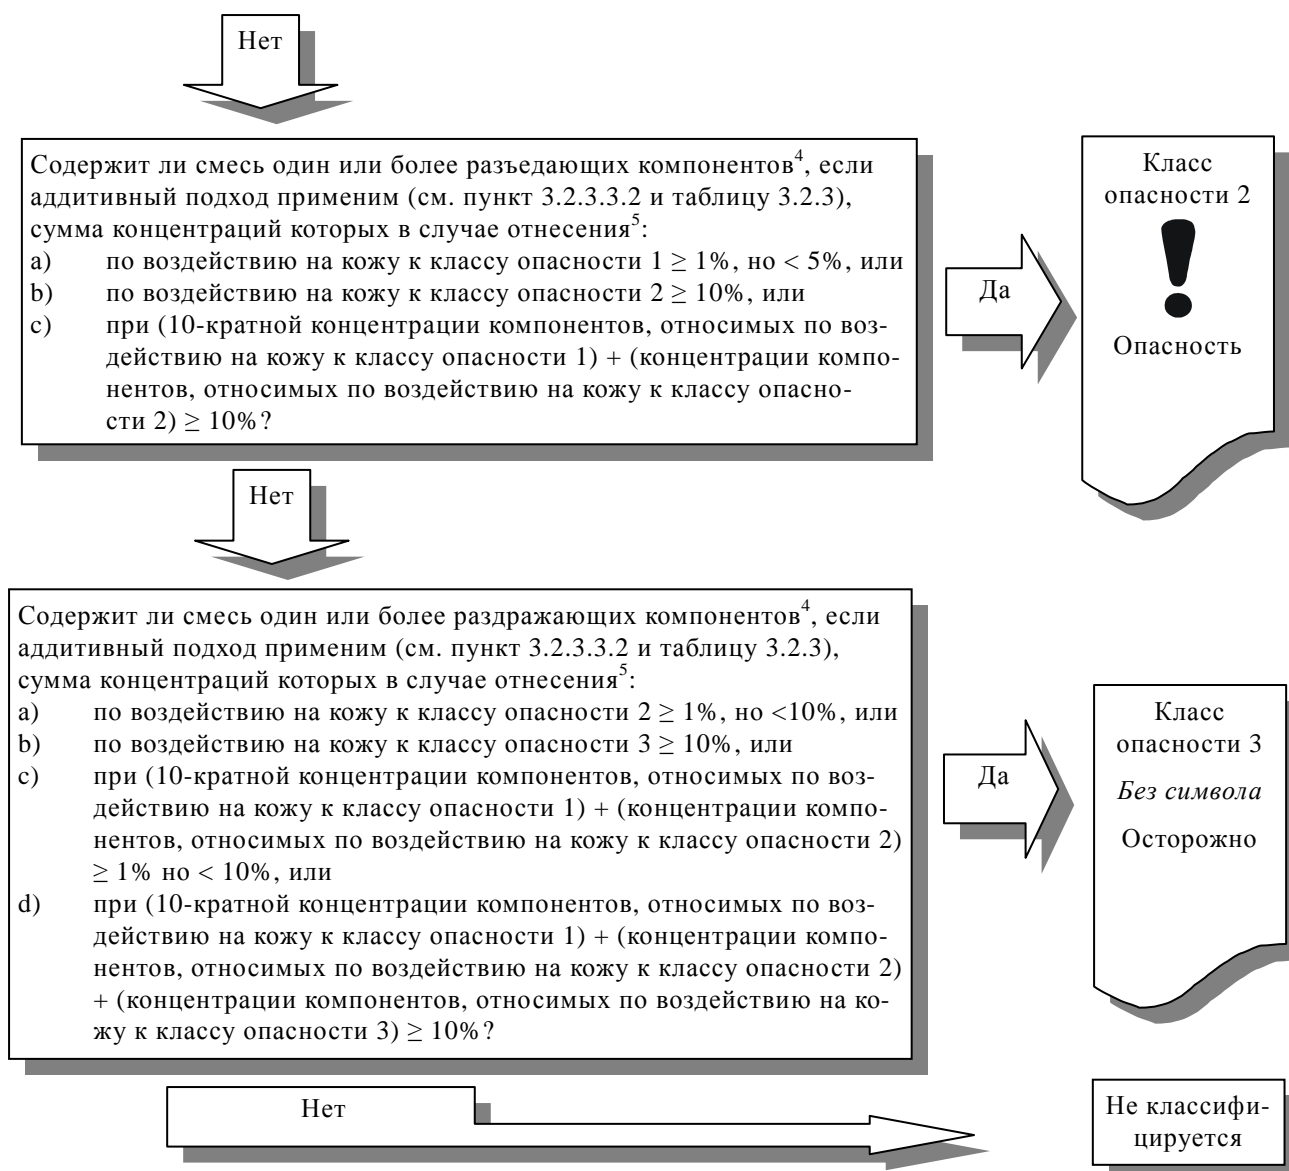 Нет
Содержит ли смесь один или более разъедающих компонентов⁴, если
аддитивный подход применим (см. пункт 3.2.3.3.2 и таблицу 3.2.3),
сумма концентраций которых в случае отнесения⁵:
a) по воздействию на кожу к классу опасности 1 ≥ 1%, но < 5%, или
b) по воздействию на кожу к классу опасности 2 ≥ 10%, или
c) при (10-кратной концентрации компонентов, относимых по воз-
действию на кожу к классу опасности 1) + (концентрации компо-
нентов, относимых по воздействию на кожу к классу опасно-
сти 2) ≥ 10%?
Да
Класс
опасности 2
Опасность
Нет
Содержит ли смесь один или более раздражающих компонентов⁴, если
аддитивный подход применим (см. пункт 3.2.3.3.2 и таблицу 3.2.3),
сумма концентраций которых в случае отнесения⁵:
a) по воздействию на кожу к классу опасности 2 ≥ 1%, но <10%, или
b) по воздействию на кожу к классу опасности 3 ≥ 10%, или
c) при (10-кратной концентрации компонентов, относимых по воз-
действию на кожу к классу опасности 1) + (концентрации компо-
нентов, относимых по воздействию на кожу к классу опасности 2)
≥ 1% но < 10%, или
d) при (10-кратной концентрации компонентов, относимых по воз-
действию на кожу к классу опасности 1) + (концентрации компо-
нентов, относимых по воздействию на кожу к классу опасности 2)
+ (концентрации компонентов, относимых по воздействию на ко-
жу к классу опасности 3) ≥ 10%?
Да
Класс
опасности 3
Без символа
Осторожно
Нет
Не классифи-
цируется